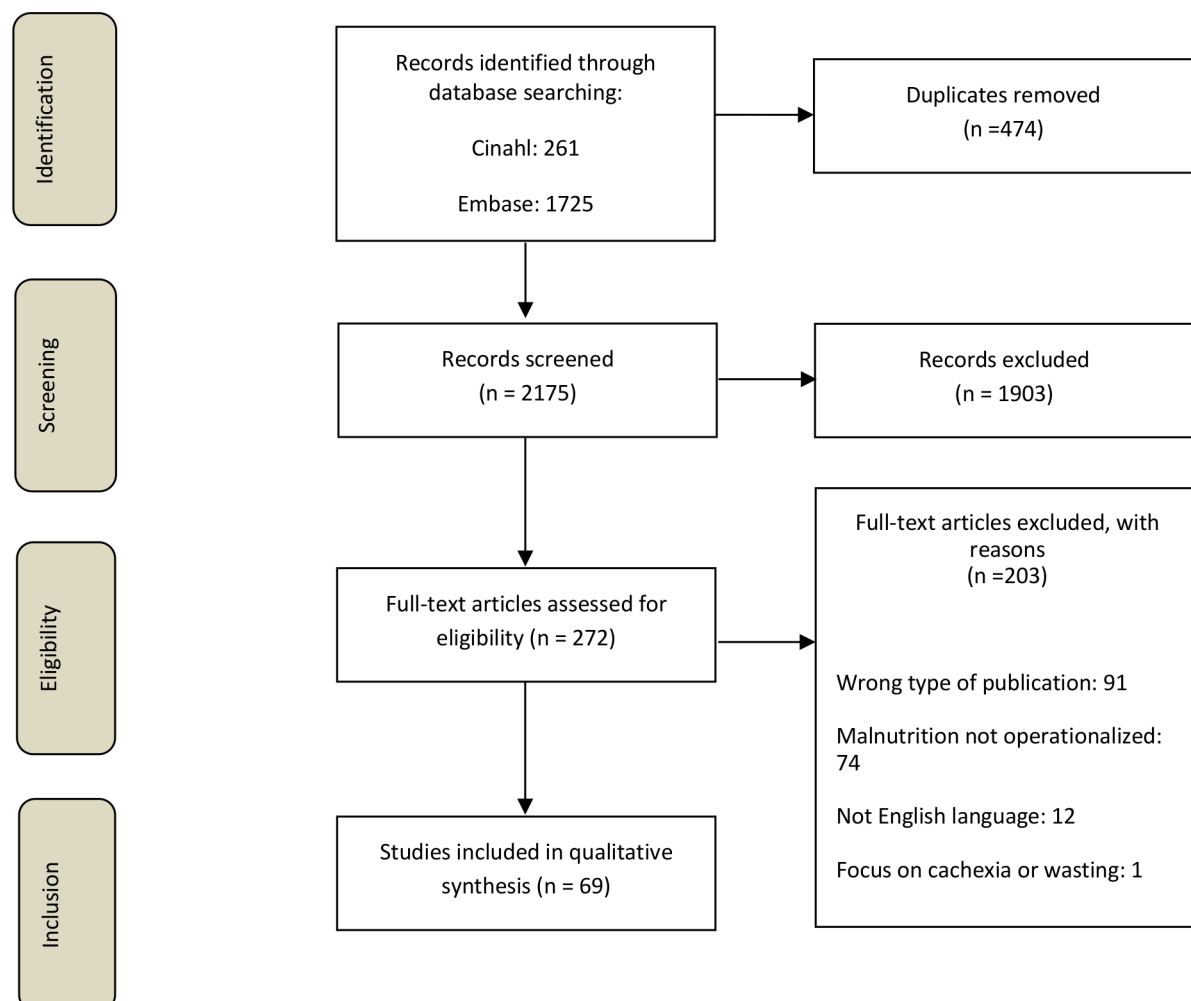 Identification
Records identified through
database searching:
Cinahl: 261
Embase: 1725
Duplicates removed
(n =474)
Screening
Records screened
(n = 2175)
Records excluded
(n = 1903)
Eligibility
Full-text articles assessed for
eligibility (n = 272)
Full-text articles excluded, with
reasons
(n =203)
Wrong type of publication: 91
Malnutrition not operationalized:
74
Not English language: 12
Focus on cachexia or wasting: 1
Inclusion
Studies included in qualitative
synthesis (n = 69)